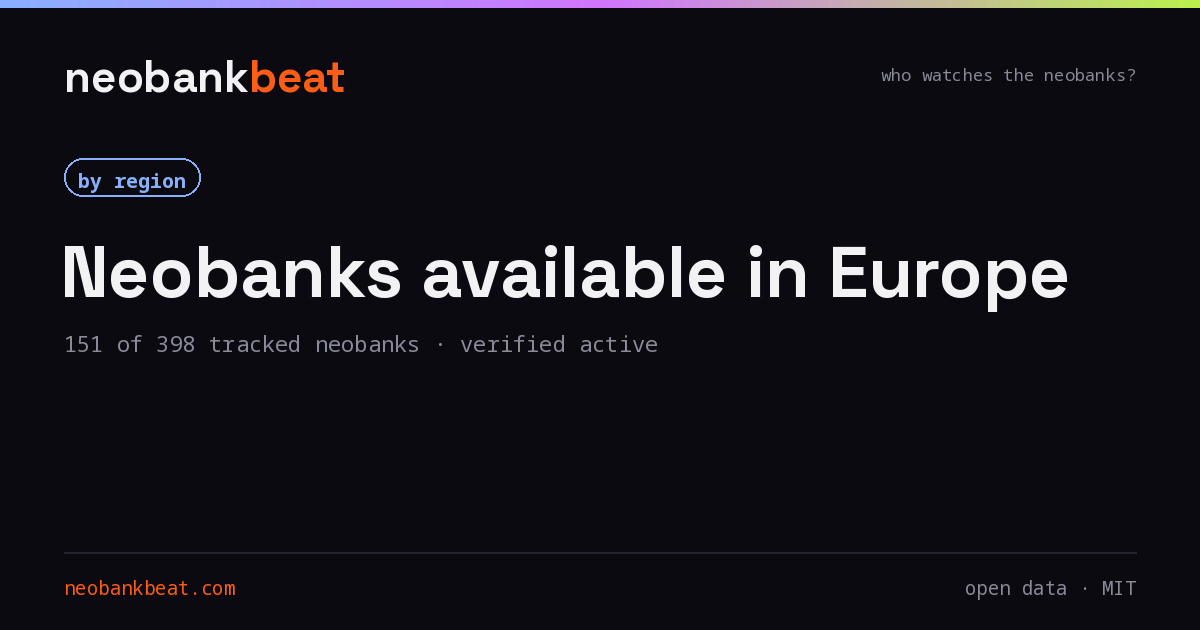 neobankbeat
who watches the neobanks?
by region
Neobanks available in Europe
151 of 398 tracked neobanks · verified active
neobankbeat.com
open data · MIT